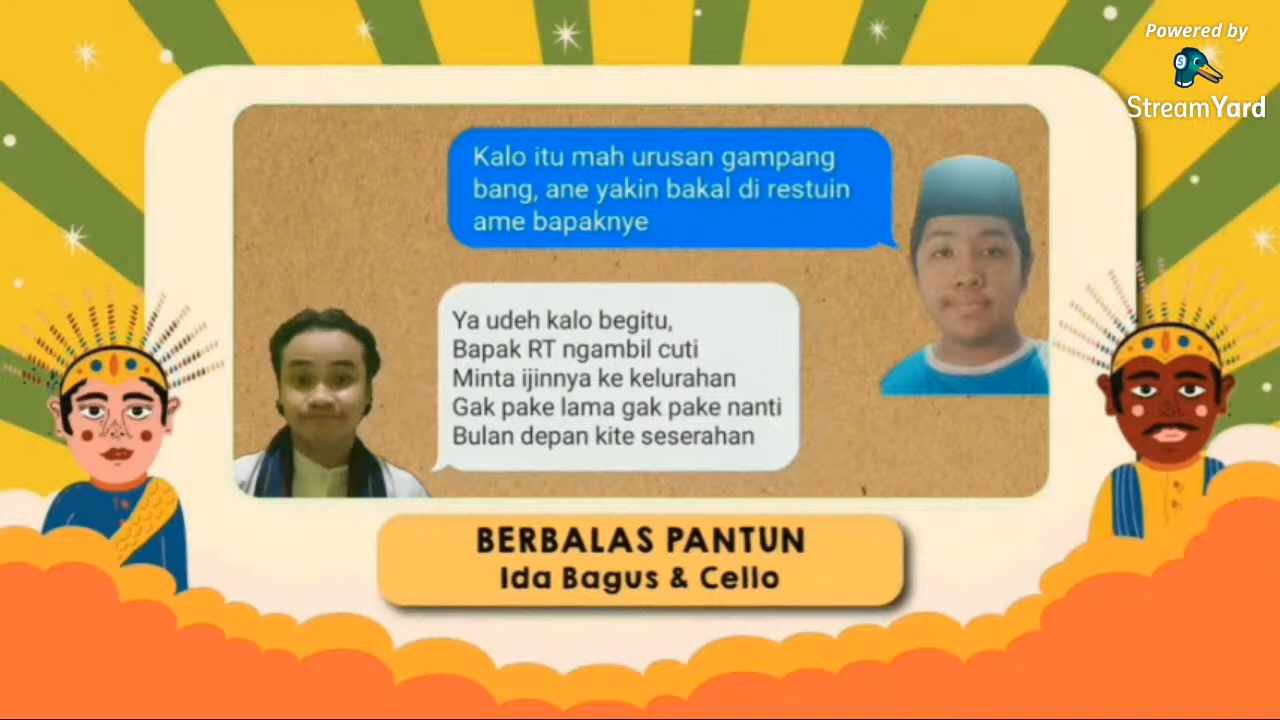 Powered by
StreamYard
Kalo itu mah urusan gampang
bang, ane yakin bakal di restuin
ame bapaknye
Ya udeh kalo begitu,
Bapak RT ngambil cuti
Minta ijinnya ke kelurahan
Gak pake lama gak pake nanti
Bulan depan kite seserahan
BERBALAS PANTUN
Ida Bagus & Cello